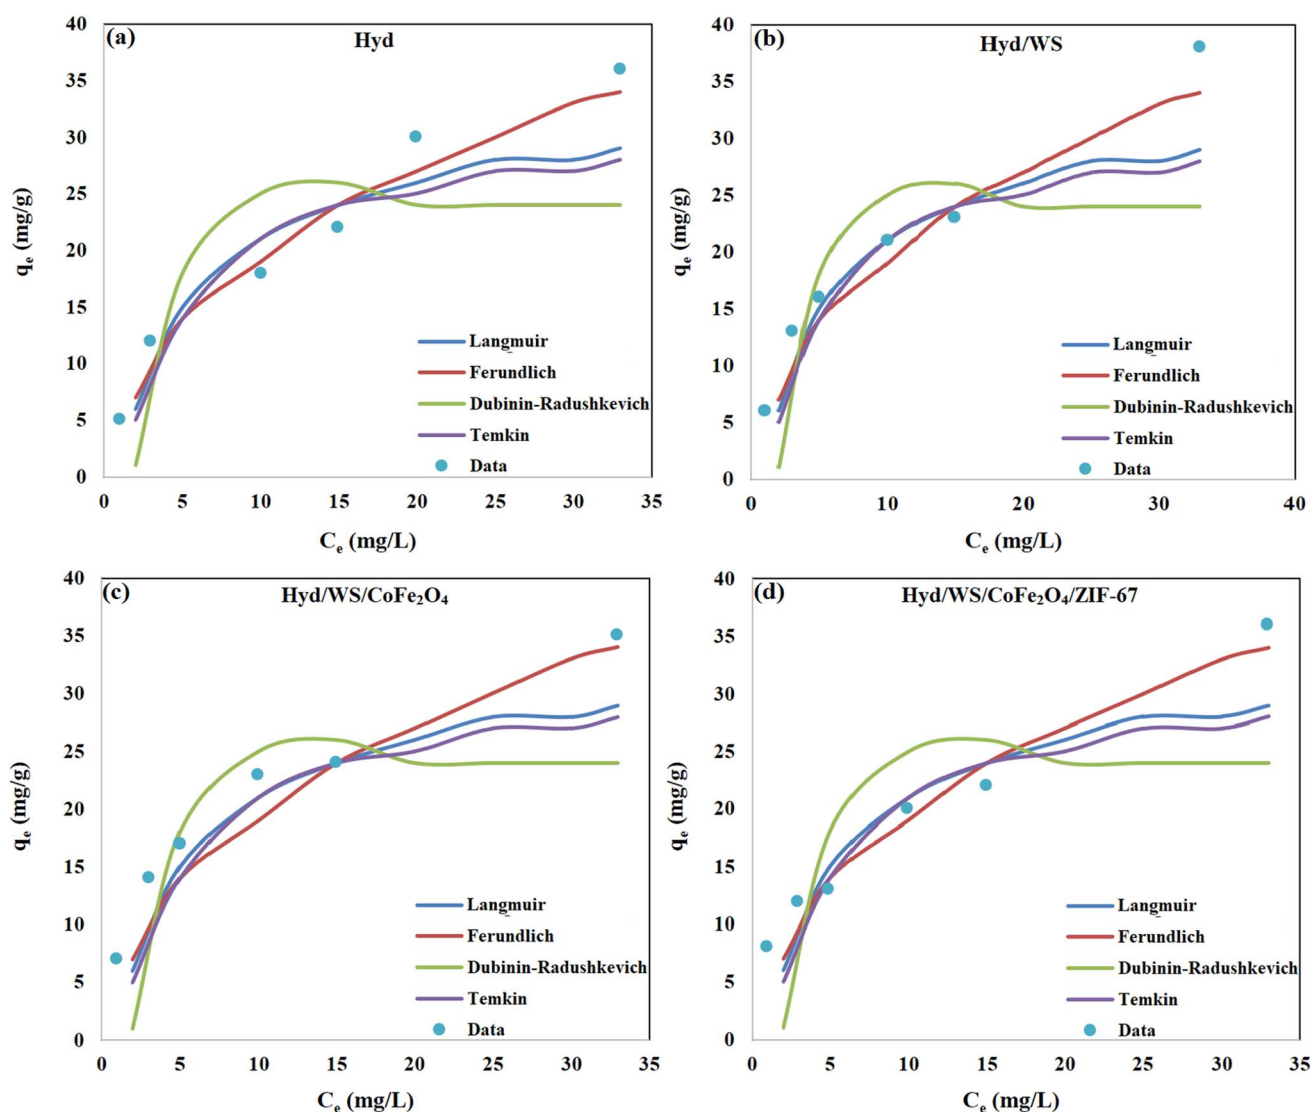 (a)
Hyd
40
35
30
25
20
15
10
5
0
qₑ (mg/g)
Langmuir
Ferundlich
Dubinin-Radushkevich
Temkin
Data
0 5 10 15 20 25 30 35
Cₑ (mg/L)
(b)
Hyd/WS
40
35
30
25
20
15
10
5
0
qₑ (mg/g)
Langmuir
Ferundlich
Dubinin-Radushkevich
Temkin
Data
0 10 20 30 40
Cₑ (mg/L)
(c)
Hyd/WS/CoFe₂O₄
40
35
30
25
20
15
10
5
0
qₑ (mg/g)
Langmuir
Ferundlich
Dubinin-Radushkevich
Temkin
Data
0 5 10 15 20 25 30 35
Cₑ (mg/L)
(d)
Hyd/WS/CoFe₂O₄/ZIF-67
40
35
30
25
20
15
10
5
0
qₑ (mg/g)
Langmuir
Ferundlich
Dubinin-Radushkevich
Temkin
Data
0 5 10 15 20 25 30 35
Cₑ (mg/L)